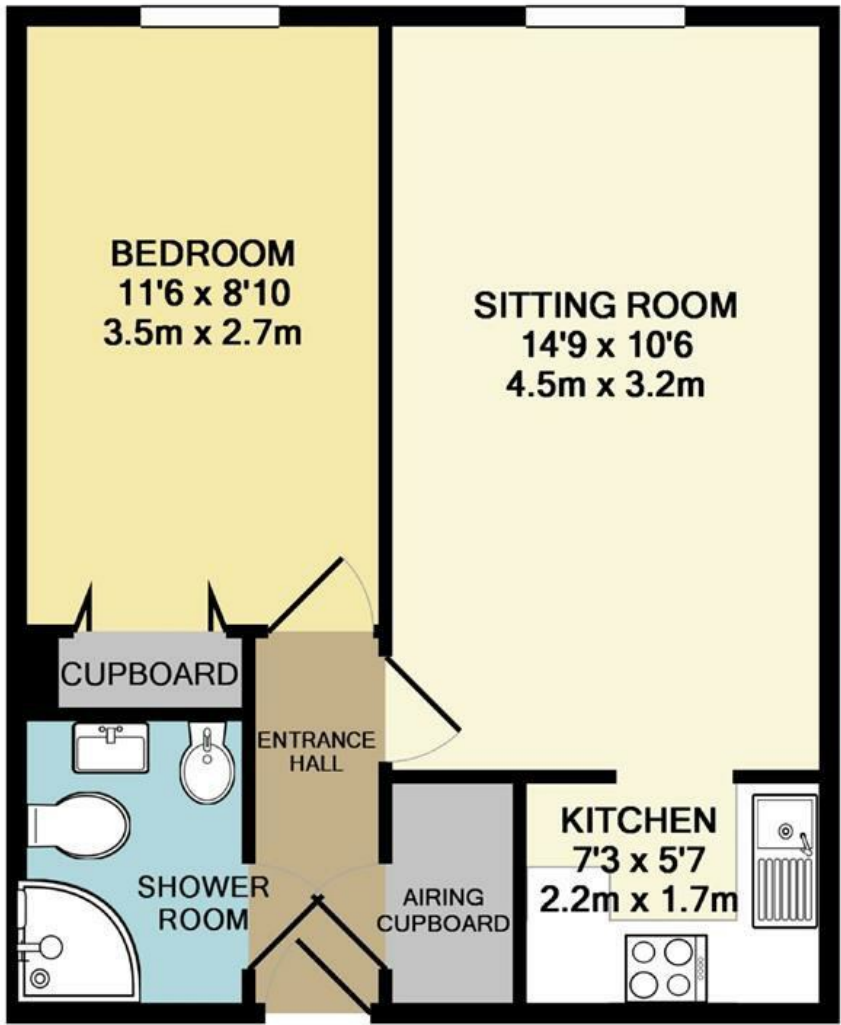 BEDROOM
11'6 x 8'10
3.5m x 2.7m
SITTING ROOM
14'9 x 10'6
4.5m x 3.2m
CUPBOARD
ENTRANCE
HALL
KITCHEN
7'3 x 5'7
2.2m x 1.7m
SHOWER
ROOM
AIRING
CUPBOARD